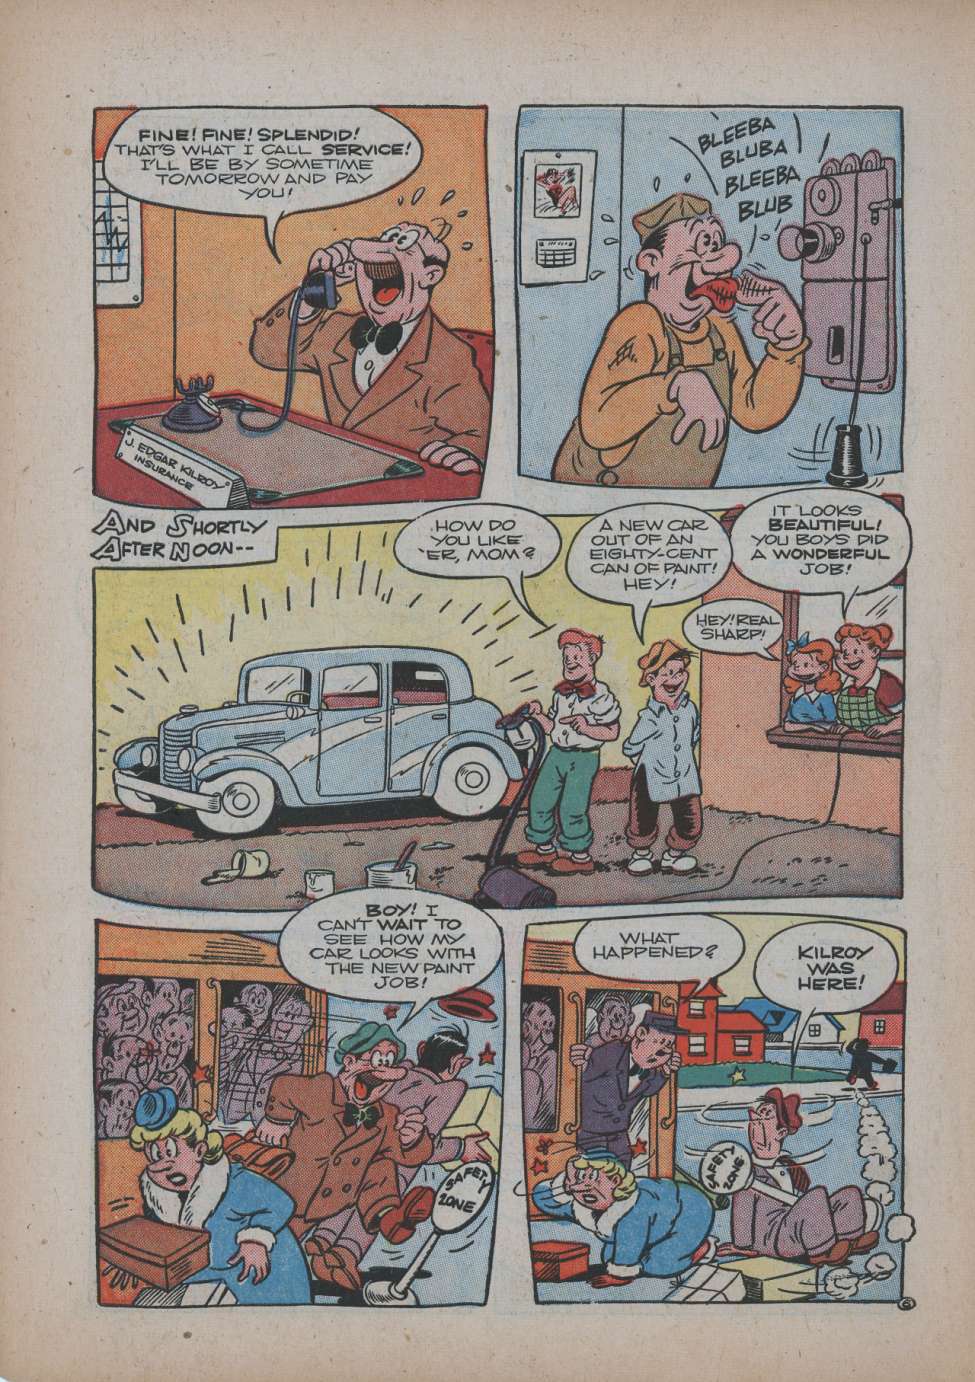 FINE! FINE! SPLENDID!
THAT'S WHAT I CALL SERVICE!
I'LL BE BY SOMETIME
TOMORROW AND PAY
YOU!
J. EDGAR KILROY
INSURANCE
BLEEBA
BLUBA
BLEEBA
BLUB
AND SHORTLY
AFTER NOON--
HOW DO
YOU LIKE
'ER, MOM?
A NEW CAR
OUT OF AN
EIGHTY-CENT
CAN OF PAINT!
HEY!
HEY! REAL
SHARP!
IT LOOKS
BEAUTIFUL!
YOU BOYS DID
A WONDERFUL
JOB!
BOY! I
CAN'T WAIT TO
SEE HOW MY
CAR LOOKS WITH
THE NEW PAINT
JOB!
SAFETY
ZONE
WHAT
HAPPENED?
KILROY
WAS
HERE!
SAFETY
ZONE
6